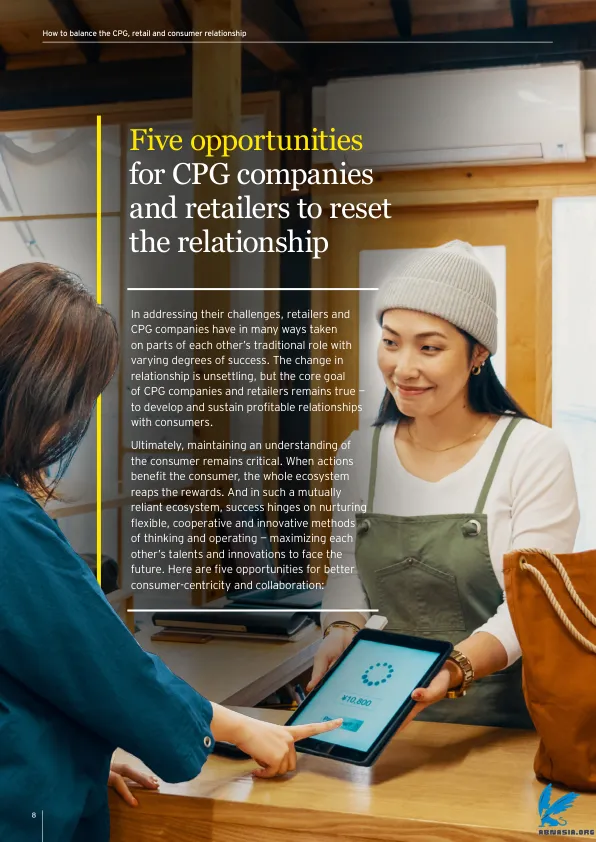 How to balance the CPG, retail and consumer relationship
Five opportunities
for CPG companies
and retailers to reset
the relationship
In addressing their challenges, retailers and
CPG companies have in many ways taken
on parts of each other’s traditional role with
varying degrees of success. The change in
relationship is unsettling, but the core goal
of CPG companies and retailers remains true —
to develop and sustain profitable relationships
with consumers.
Ultimately, maintaining an understanding of
the consumer remains critical. When actions
benefit the consumer, the whole ecosystem
reaps the rewards. And in such a mutually
reliant ecosystem, success hinges on nurturing
flexible, cooperative and innovative methods
of thinking and operating — maximizing each
other’s talents and innovations to face the
future. Here are five opportunities for better
consumer-centricity and collaboration:
¥10,800
8
KBNASIA.ORG